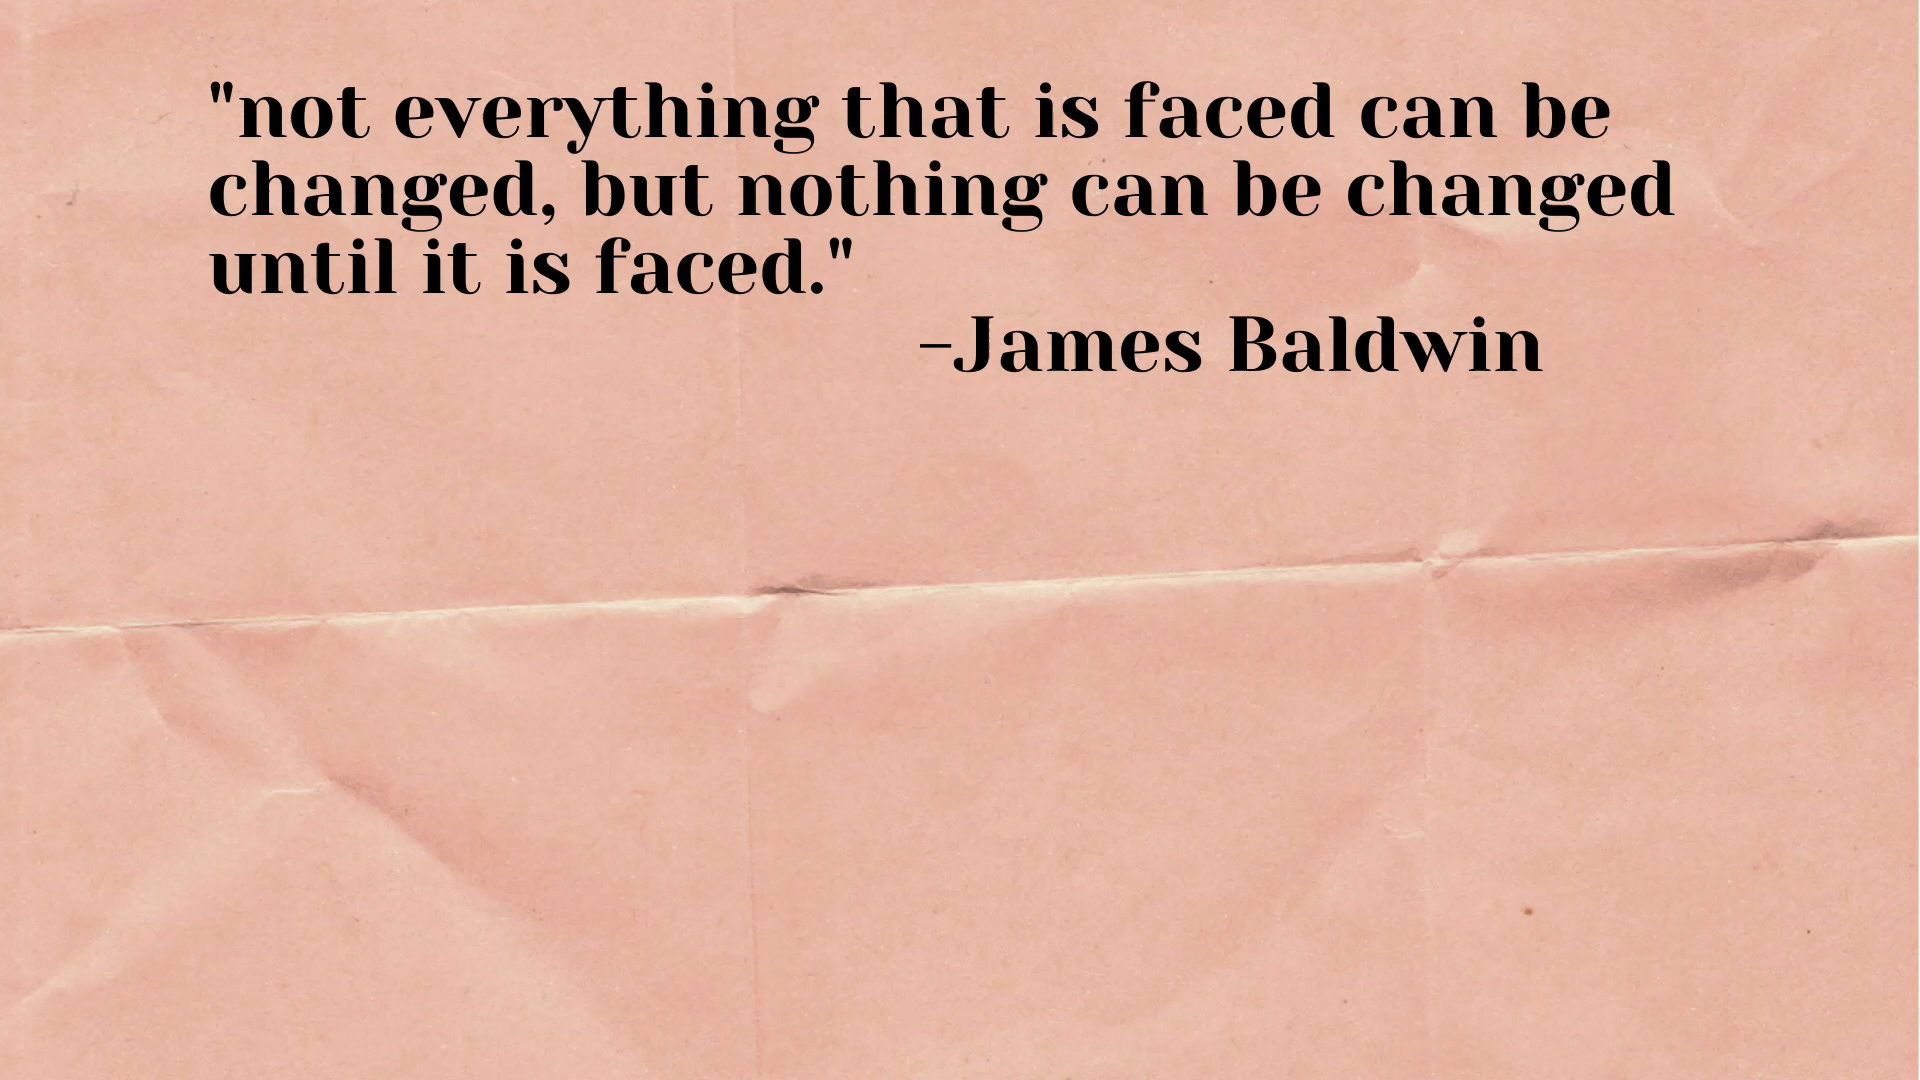 "not everything that is faced can be
changed, but nothing can be changed
until it is faced."
-James Baldwin